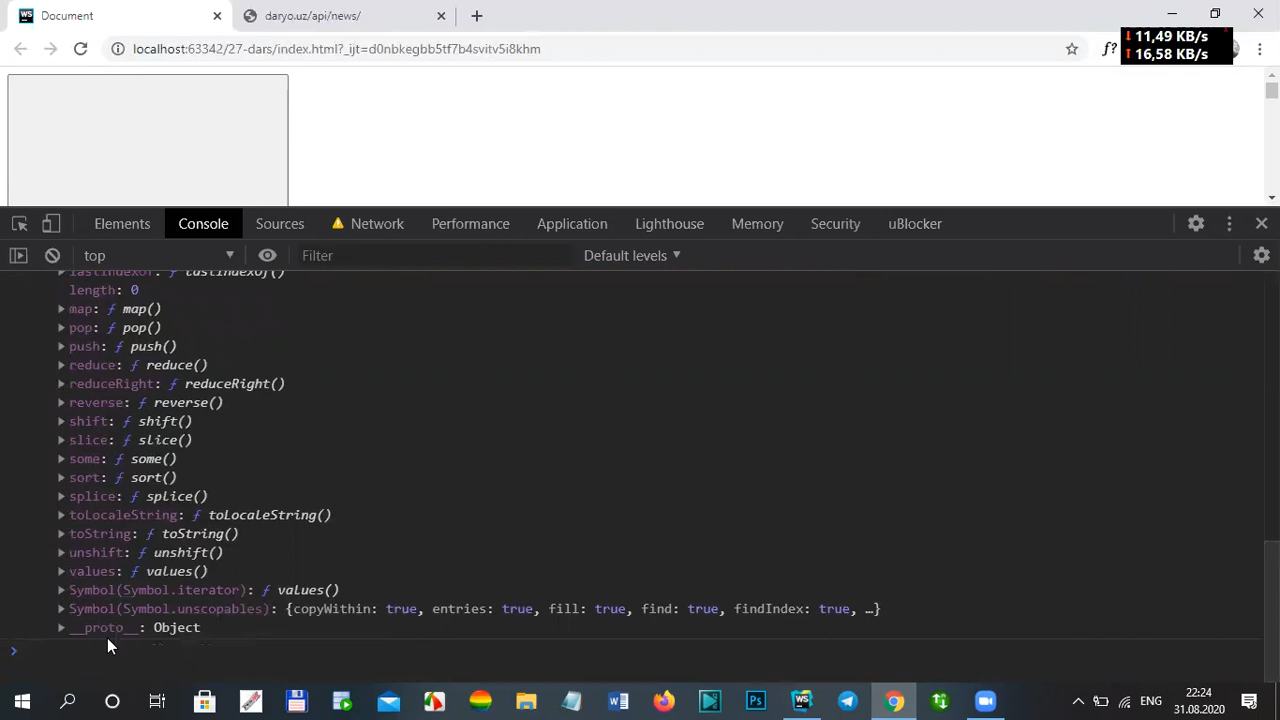 Document
daryo.uz/api/news/
localhost:63342/27-dars/index.html?_ijt=d0nbkegbb5tf7b4svitv5i8khm
f?
11,49 KB/s
16,58 KB/s
Elements
Console
Sources
Network
Performance
Application
Lighthouse
Memory
Security
uBlocker
top
Filter
Default levels
lastIndexOf: ƒ lastIndexOf()
length: 0
map: ƒ map()
pop: ƒ pop()
push: ƒ push()
reduce: ƒ reduce()
reduceRight: ƒ reduceRight()
reverse: ƒ reverse()
shift: ƒ shift()
slice: ƒ slice()
some: ƒ some()
sort: ƒ sort()
splice: ƒ splice()
toLocaleString: ƒ toLocaleString()
toString: ƒ toString()
unshift: ƒ unshift()
values: ƒ values()
Symbol(Symbol.iterator): ƒ values()
Symbol(Symbol.unscopables): {copyWithin: true, entries: true, fill: true, find: true, findIndex: true, …}
__proto__: Object
ENG
22:24
31.08.2020